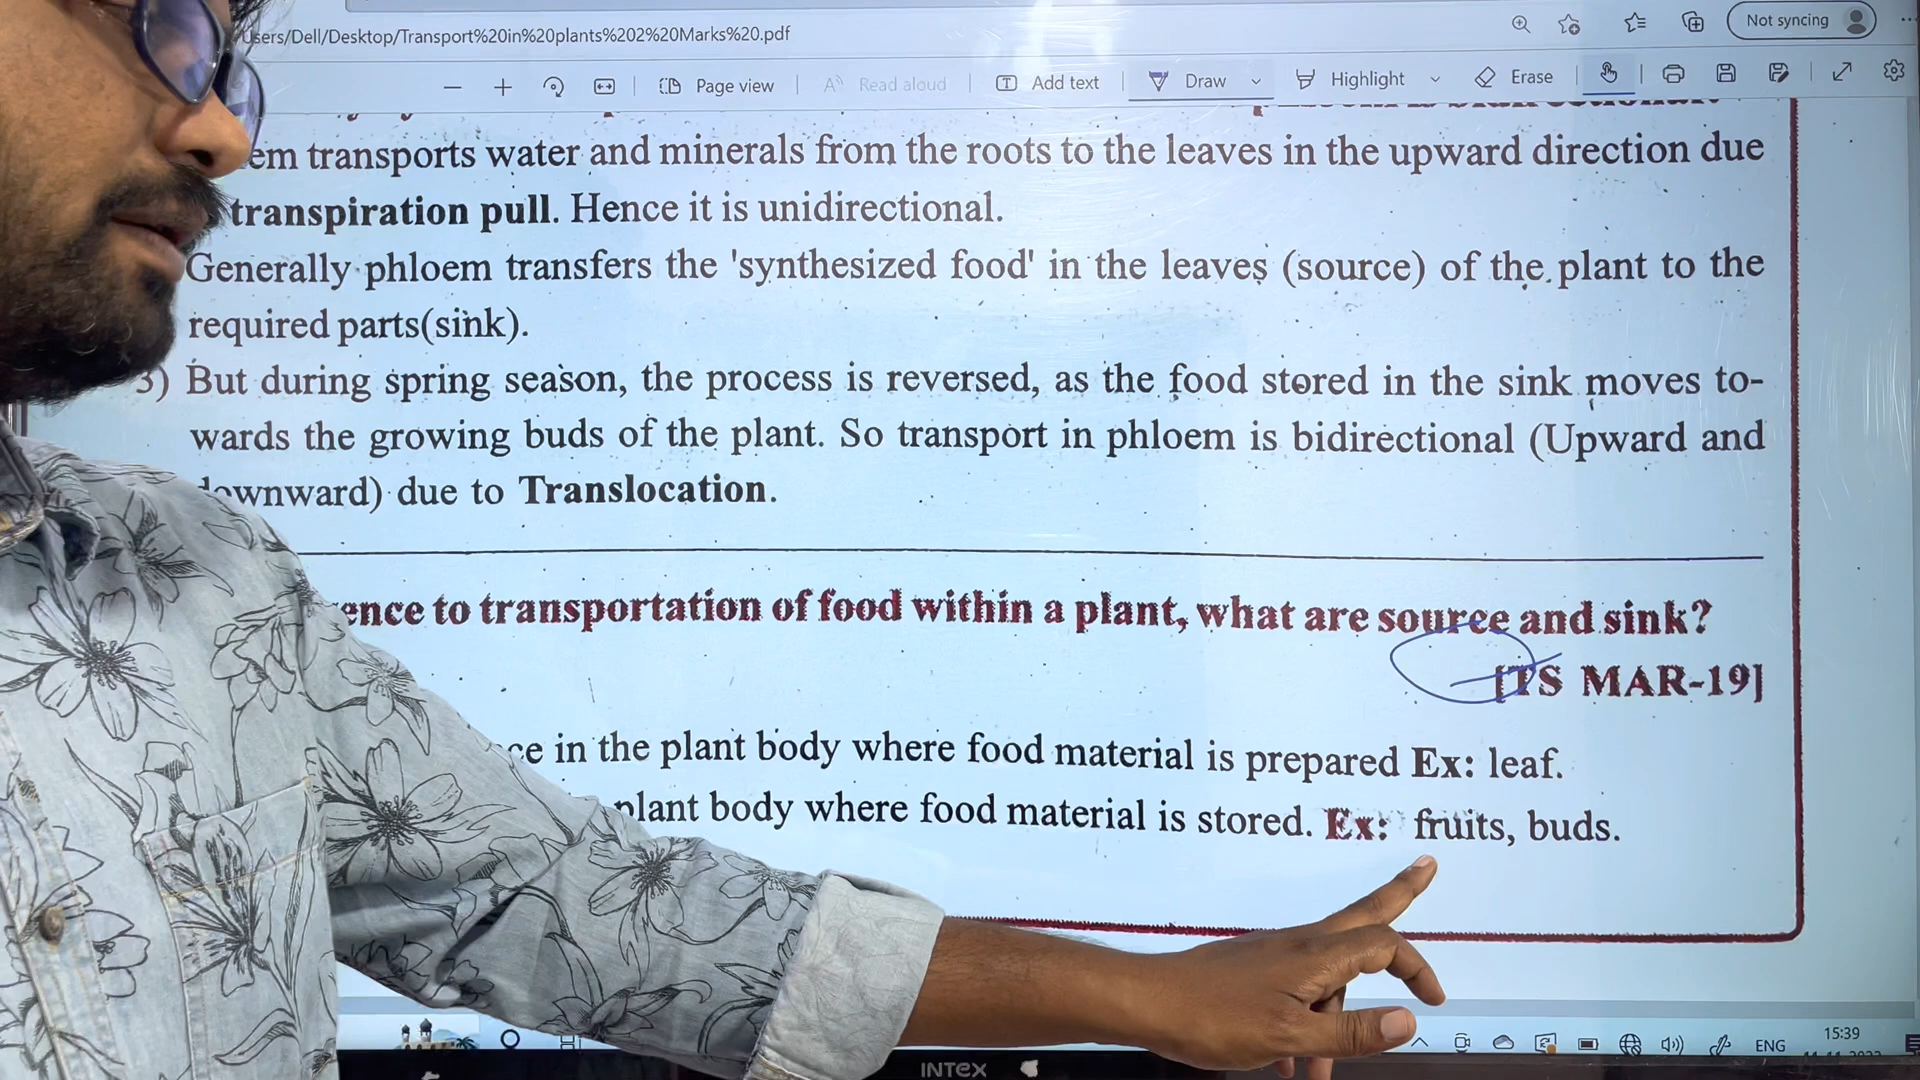 Users/Dell/Desktop/Transport%20in%20plants%202%20Marks%20.pdf
Not syncing
Page view
Read aloud
Add text
Draw
Highlight
Erase
transports water and minerals from the roots to the leaves in the upward direction due
transpiration pull. Hence it is unidirectional.
Generally phloem transfers the 'synthesized food' in the leaves (source) of the plant to the
required parts(sink).
3) But during spring season, the process is reversed, as the food stored in the sink moves to-
wards the growing buds of the plant. So transport in phloem is bidirectional (Upward and
downward) due to Translocation.
to transportation of food within a plant, what are source and sink?
[TS MAR-19]
in the plant body where food material is prepared Ex: leaf.
plant body where food material is stored. Ex: fruits, buds.
ENG
15:39
INTEX